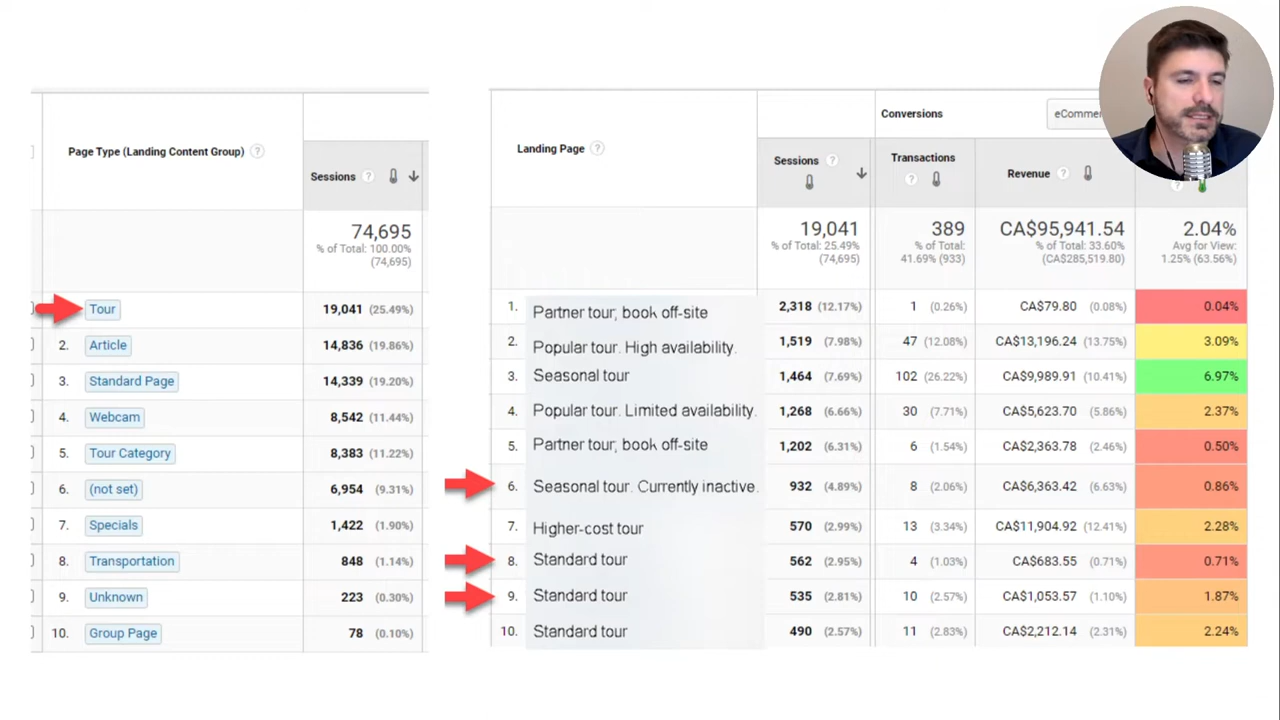 Page Type (Landing Content Group) ?
Sessions ?
74,695
% of Total: 100.00%
(74,695)
Tour 19,041 (25.49%)
2. Article 14,836 (19.86%)
3. Standard Page 14,339 (19.20%)
4. Webcam 8,542 (11.44%)
5. Tour Category 8,383 (11.22%)
6. (not set) 6,954 (9.31%)
7. Specials 1,422 (1.90%)
8. Transportation 848 (1.14%)
9. Unknown 223 (0.30%)
10. Group Page 78 (0.10%)
Landing Page ?
Conversions
Sessions ?
Transactions ?
Revenue ?
?
19,041
% of Total: 25.49%
(74,695)
389
% of Total:
41.69% (933)
CA$95,941.54
% of Total: 33.60%
(CA$285,519.80)
2.04%
Avg for View:
1.25% (63.56%)
1. Partner tour; book off-site 2,318 (12.17%) 1 (0.26%) CA$79.80 (0.08%) 0.04%
2. Popular tour. High availability. 1,519 (7.98%) 47 (12.08%) CA$13,196.24 (13.75%) 3.09%
3. Seasonal tour 1,464 (7.69%) 102 (26.22%) CA$9,989.91 (10.41%) 6.97%
4. Popular tour. Limited availability. 1,268 (6.66%) 30 (7.71%) CA$5,623.70 (5.86%) 2.37%
5. Partner tour; book off-site 1,202 (6.31%) 6 (1.54%) CA$2,363.78 (2.46%) 0.50%
6. Seasonal tour. Currently inactive. 932 (4.89%) 8 (2.06%) CA$6,363.42 (6.63%) 0.86%
7. Higher-cost tour 570 (2.99%) 13 (3.34%) CA$11,904.92 (12.41%) 2.28%
8. Standard tour 562 (2.95%) 4 (1.03%) CA$683.55 (0.71%) 0.71%
9. Standard tour 535 (2.81%) 10 (2.57%) CA$1,053.57 (1.10%) 1.87%
10. Standard tour 490 (2.57%) 11 (2.83%) CA$2,212.14 (2.31%) 2.24%